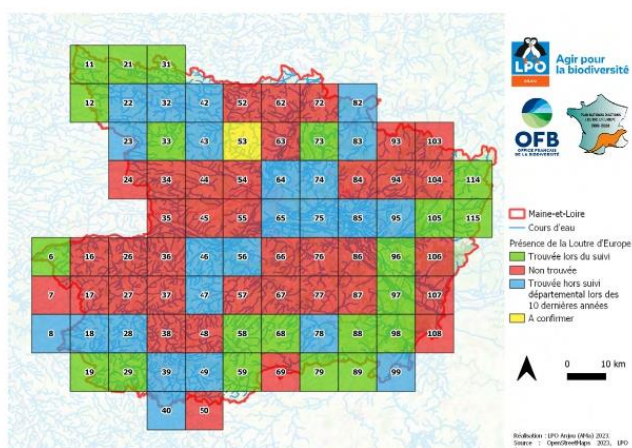 11 21 31
12 22 32 42 52 62 72 82
23 33 43 53 63 73 83 93 103
24 34 44 54 64 74 84 94 104 114
35 45 55 65 75 85 95 105 115
6 16 26 36 46 56 66 76 86 96 106
7 17 27 37 47 57 67 77 87 97 107
8 18 28 38 48 58 68 78 88 98 108
19 29 39 49 59 69 79 89 99
40 50
LPO
Agir pour
la biodiversité
OFB
OFFICE FRANÇAIS
DE LA BIODIVERSITÉ
Maine-et-Loire
Cours d'eau
Présence de la Loutre d'Europe
Trouvée lors du suivi
Non trouvée
Trouvée hors suivi
départemental lors des
10 dernières années
A confirmer
0 10 km
Réalisation : LPO Anjou (AMa) 2023
Source : OpenStreetMaps 2023, LPO